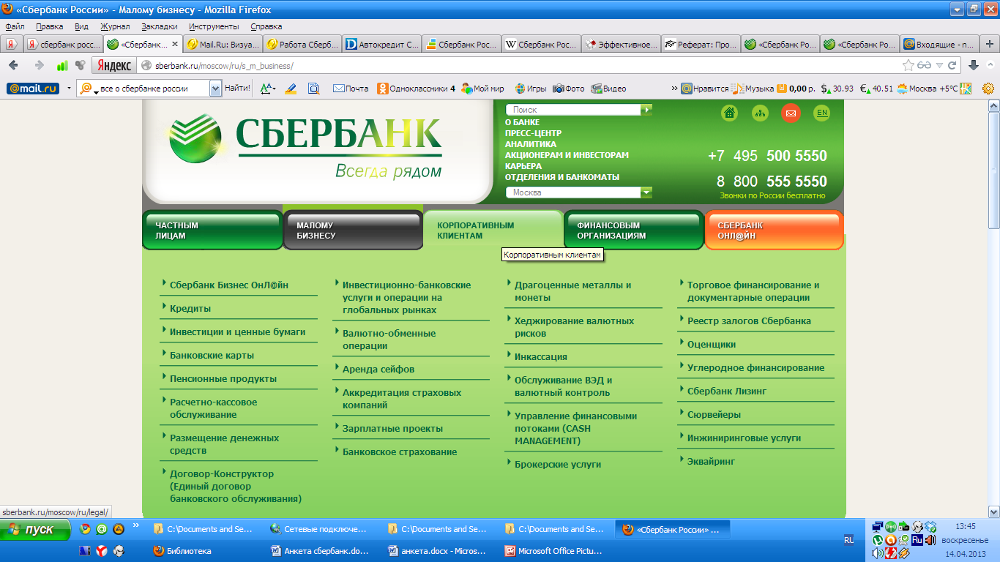 «Сбербанк России» - Малому бизнесу - Mozilla Firefox
Файл Правка Вид Журнал Закладки Инструменты Справка
сбербанк росс...
«Сбербанк...
Mail.Ru: Визуа...
Работа Сберб...
Автокредит С...
Сбербанк Рос...
Сбербанк Рос...
Эффективное...
Реферат: Про...
«Сбербанк Ро...
«Сбербанк Ро...
Входящие - n...
Яндекс sberbank.ru/moscow/ru/s_m_business/
@mail.ru все о сбербанке россии Найти! Почта Одноклассники 4 Мой мир Игры Фото Видео Нравится Музыка 0,00 р. $ 30.93 € 40.51 Москва +5°C
СБЕРБАНК
Всегда рядом
Поиск
О БАНКЕ
ПРЕСС-ЦЕНТР
АНАЛИТИКА
АКЦИОНЕРАМ И ИНВЕСТОРАМ
КАРЬЕРА
ОТДЕЛЕНИЯ И БАНКОМАТЫ
Москва
EN
+7 495 500 5550
8 800 555 5550
Звонки по России бесплатно
ЧАСТНЫМ
ЛИЦАМ
МАЛОМУ
БИЗНЕСУ
КОРПОРАТИВНЫМ
КЛИЕНТАМ
ФИНАНСОВЫМ
ОРГАНИЗАЦИЯМ
СБЕРБАНК
ОНЛ@ЙН
Корпоративным клиентам
Сбербанк Бизнес ОнЛ@йн
Кредиты
Инвестиции и ценные бумаги
Банковские карты
Пенсионные продукты
Расчетно-кассовое
обслуживание
Размещение денежных
средств
Договор-Конструктор
(Единый договор
банковского обслуживания)
Инвестиционно-банковские
услуги и операции на
глобальных рынках
Валютно-обменные
операции
Аренда сейфов
Аккредитация страховых
компаний
Зарплатные проекты
Банковское страхование
Драгоценные металлы и
монеты
Хеджирование валютных
рисков
Инкассация
Обслуживание ВЭД и
валютный контроль
Управление финансовыми
потоками (CASH
MANAGEMENT)
Брокерские услуги
Торговое финансирование и
документарные операции
Реестр залогов Сбербанка
Оценщики
Углеродное финансирование
Сбербанк Лизинг
Сюрвейеры
Инжиниринговые услуги
Эквайринг
sberbank.ru/moscow/ru/legal/
пуск
C:\Documents and Se...
Сетевые подключе...
C:\Documents and Se...
C:\Documents and Se...
«Сбербанк России» ...
Библиотека
Анкета сбербанк.do...
анкета.docx - Micros...
Microsoft Office Pictu...
RU
Ru
13:45
воскресенье
14.04.2013